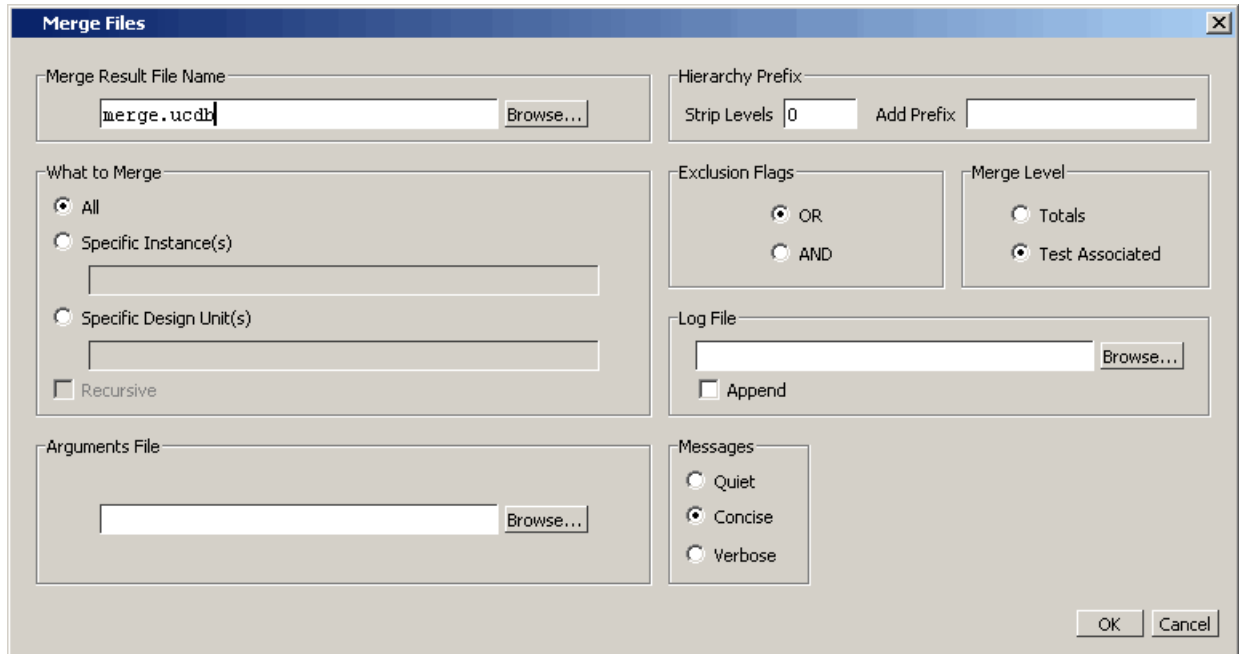 Merge Files
Merge Result File Name
merge.ucdb
Browse...
Hierarchy Prefix
Strip Levels 0 Add Prefix
What to Merge
All
Specific Instance(s)
Specific Design Unit(s)
Recursive
Exclusion Flags
OR
AND
Merge Level
Totals
Test Associated
Log File
Browse...
Append
Arguments File
Browse...
Messages
Quiet
Concise
Verbose
OK Cancel